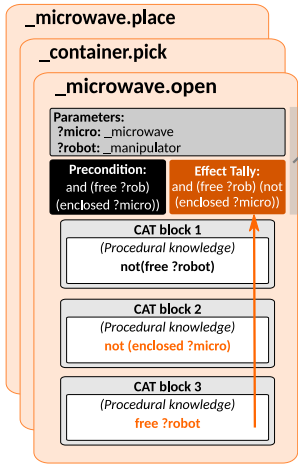 _microwave.place
_container.pick
_microwave.open
Parameters:
?micro: _microwave
?robot: _manipulator
Precondition:
and (free ?rob)
(enclosed ?micro))
Effect Tally:
and (free ?rob) (not
(enclosed ?micro))
CAT block 1
(Procedural knowledge)
not(free ?robot)
CAT block 2
(Procedural knowledge)
not (enclosed ?micro)
CAT block 3
(Procedural knowledge)
free ?robot